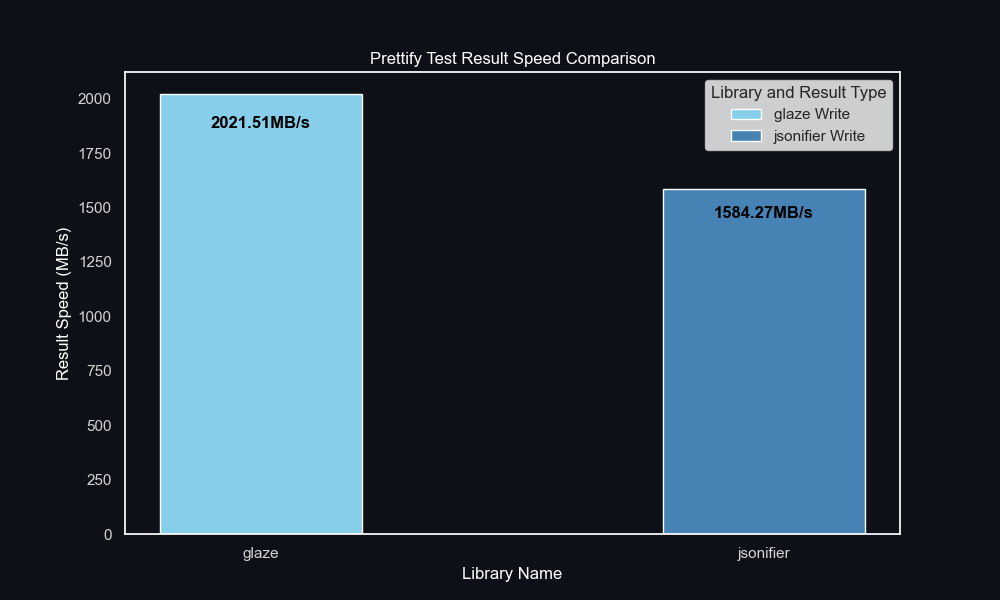 Prettify Test Result Speed Comparison
Library and Result Type
glaze Write
jsonifier Write
2021.51MB/s
1584.27MB/s
Result Speed (MB/s)
2000
1750
1500
1250
1000
750
500
250
0
glaze
jsonifier
Library Name